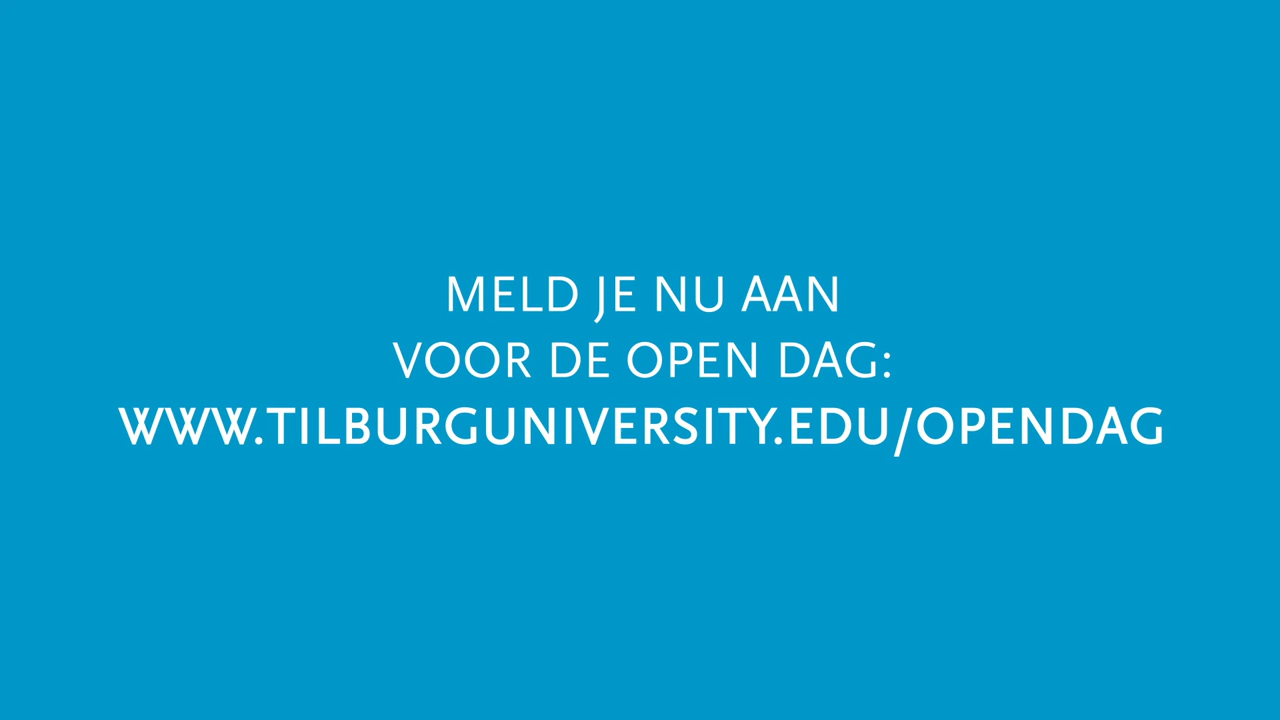 MELD JE NU AAN
VOOR DE OPEN DAG:
WWW.TILBURGUNIVERSITY.EDU/OPENDAG